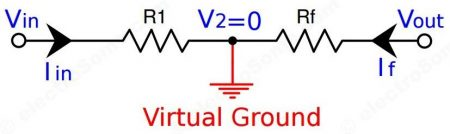 Vin R1 V2=0 Rf Vout
Iin If
Virtual Ground